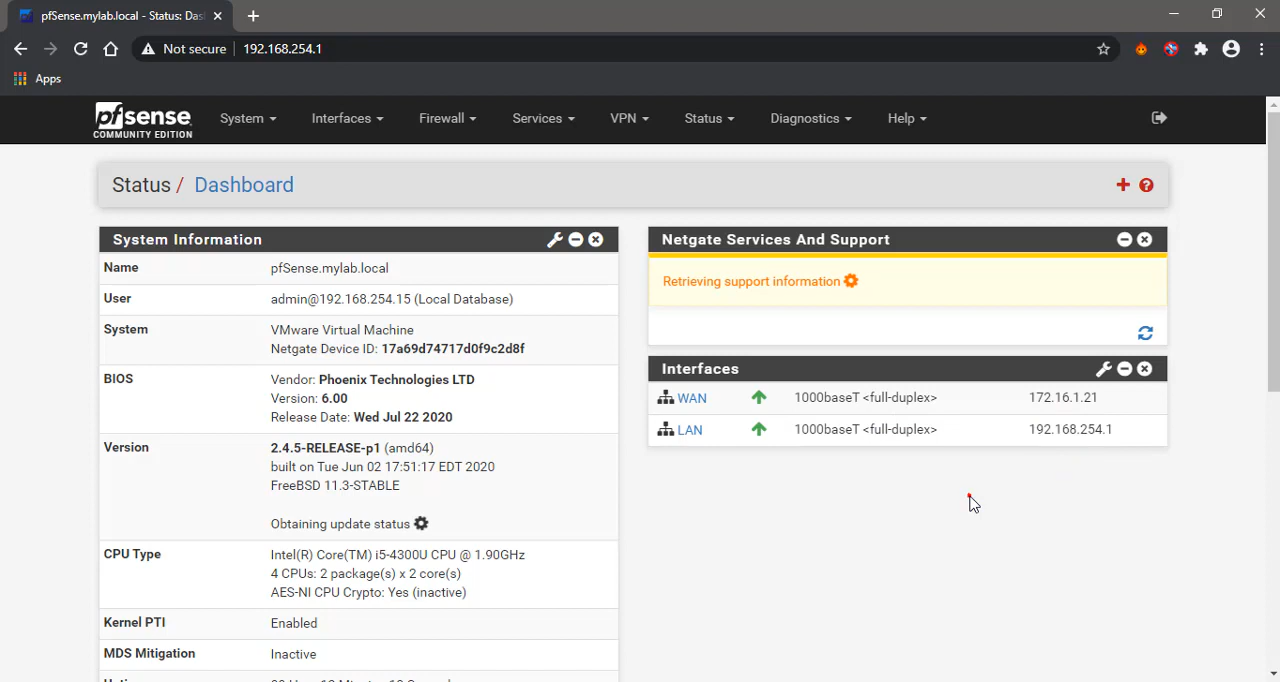 pfSense.mylab.local - Status: Das
Not secure 192.168.254.1
Apps
pfsense
COMMUNITY EDITION
System Interfaces Firewall Services VPN Status Diagnostics Help
Status / Dashboard
System Information
Name pfSense.mylab.local
User admin@192.168.254.15 (Local Database)
System VMware Virtual Machine
Netgate Device ID: 17a69d74717d0f9c2d8f
BIOS Vendor: Phoenix Technologies LTD
Version: 6.00
Release Date: Wed Jul 22 2020
Version 2.4.5-RELEASE-p1 (amd64)
built on Tue Jun 02 17:51:17 EDT 2020
FreeBSD 11.3-STABLE
Obtaining update status
CPU Type Intel(R) Core(TM) i5-4300U CPU @ 1.90GHz
4 CPUs: 2 package(s) x 2 core(s)
AES-NI CPU Crypto: Yes (inactive)
Kernel PTI Enabled
MDS Mitigation Inactive
Netgate Services And Support
Retrieving support information
Interfaces
WAN 1000baseT <full-duplex> 172.16.1.21
LAN 1000baseT <full-duplex> 192.168.254.1